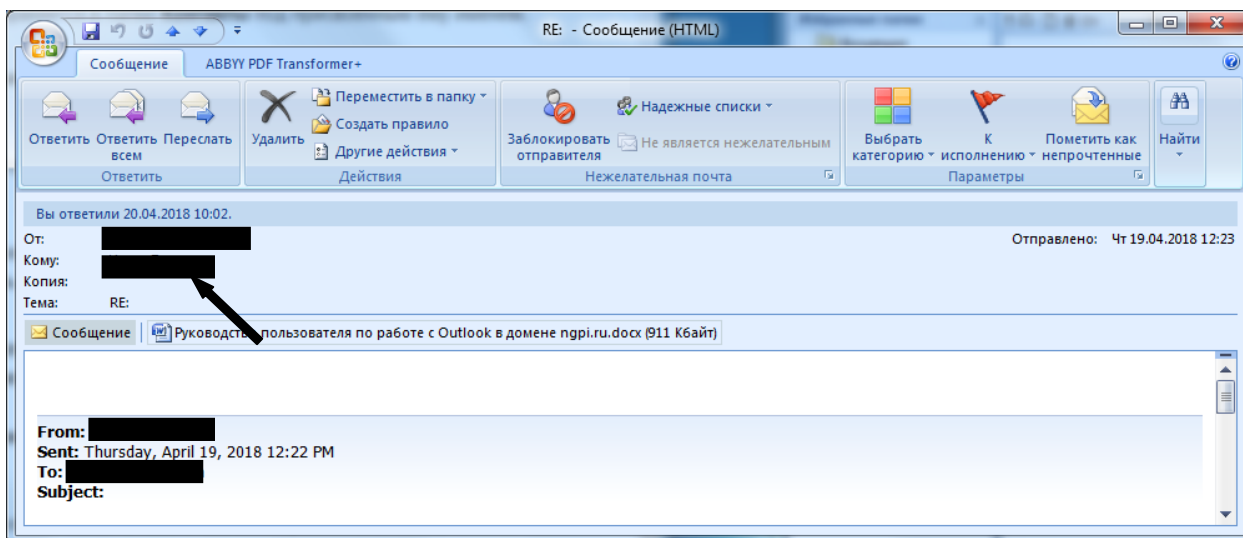 RE: - Сообщение (HTML)
Сообщение ABBYY PDF Transformer+
Ответить Ответить всем Переслать
Ответить
Удалить
Переместить в папку
Создать правило
Другие действия
Действия
Заблокировать отправителя
Надежные списки
Не является нежелательным
Нежелательная почта
Выбрать категорию
К исполнению
Пометить как непрочтенные
Параметры
Найти
Вы ответили 20.04.2018 10:02.
От:
Отправлено: Чт 19.04.2018 12:23
Кому:
Копия:
Тема: RE:
Сообщение Руководство пользователя по работе с Outlook в домене ngpi.ru.docx (911 Кбайт)
From:
Sent: Thursday, April 19, 2018 12:22 PM
To:
Subject: